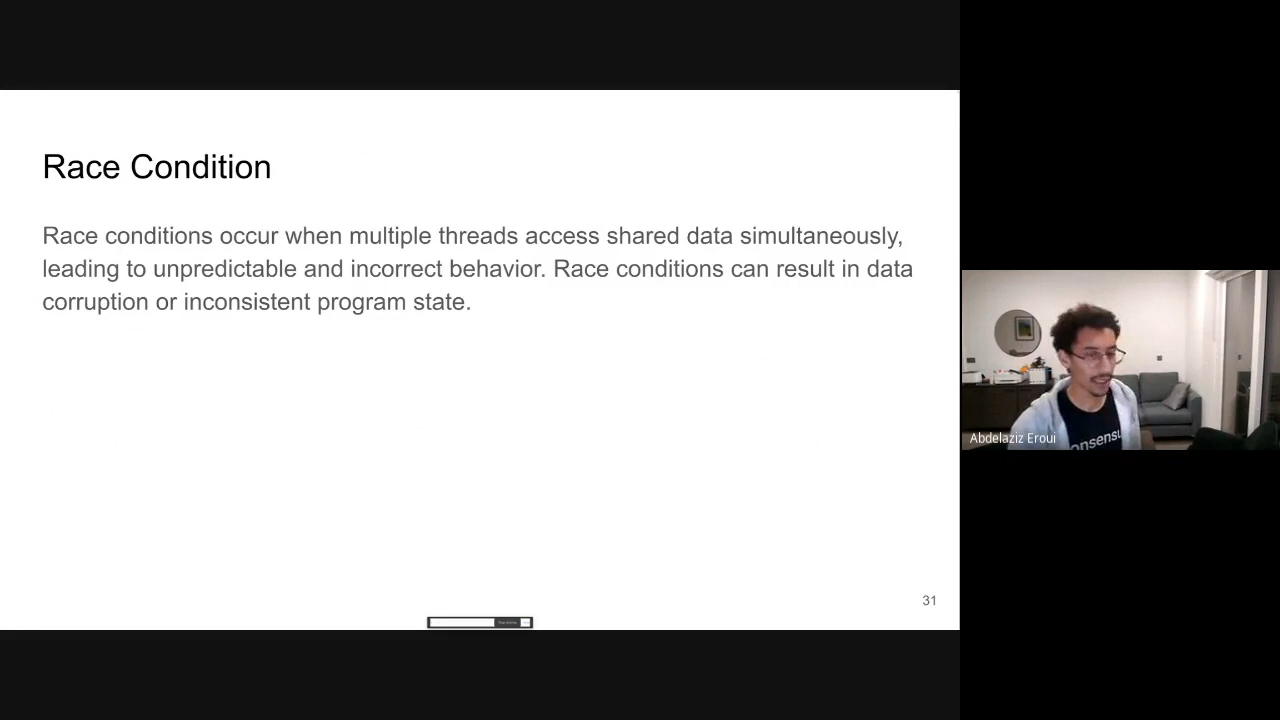 Race Condition
Race conditions occur when multiple threads access shared data simultaneously,
leading to unpredictable and incorrect behavior. Race conditions can result in data
corruption or inconsistent program state.
31
onsensu
Abdelaziz Eroui